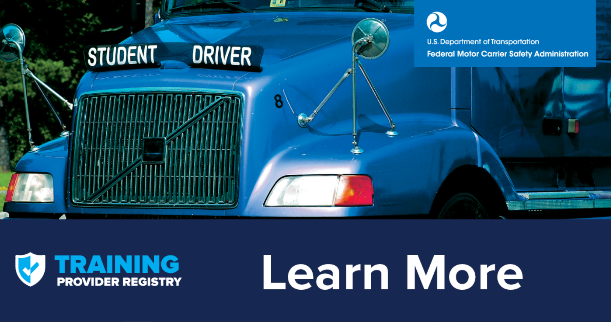 U.S. Department of Transportation
Federal Motor Carrier Safety Administration
STUDENT DRIVER
8
TRAINING
PROVIDER REGISTRY
Learn More